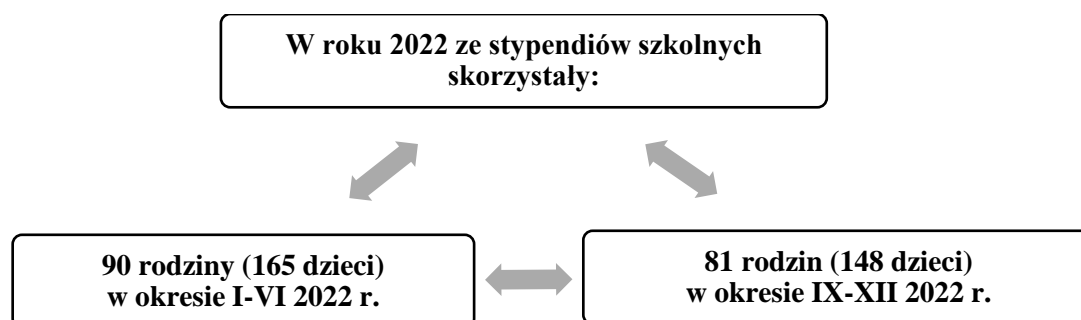 W roku 2022 ze stypendiów szkolnych
skorzystały:
90 rodziny (165 dzieci)
w okresie I-VI 2022 r.
81 rodzin (148 dzieci)
w okresie IX-XII 2022 r.